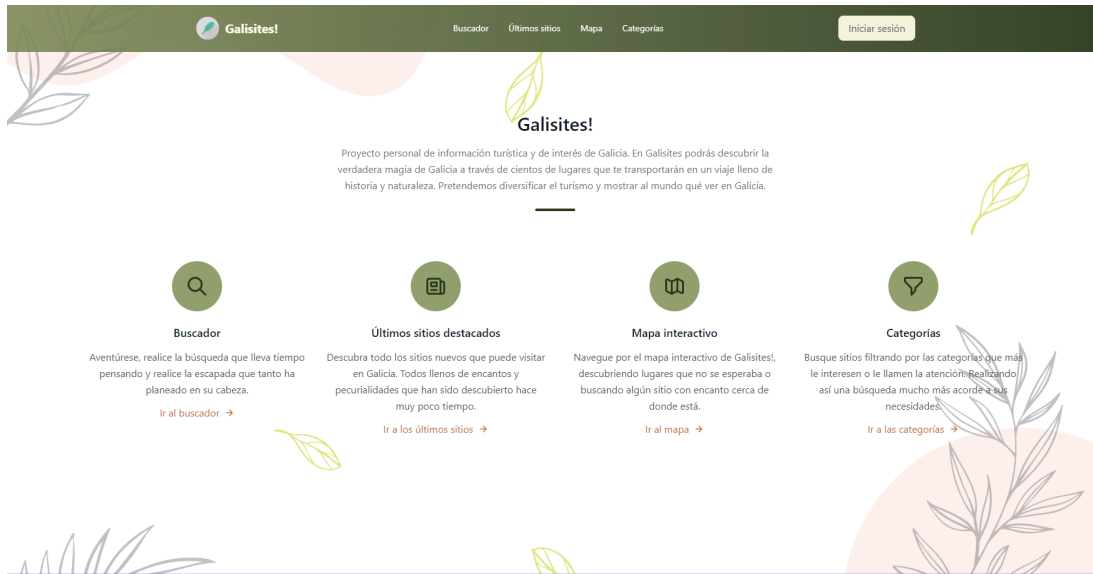 Galisites!
Buscador
Últimos sitios
Mapa
Categorías
Iniciar sesión
Galisites!
Proyecto personal de información turística y de interés de Galicia. En Galisites podrás descubrir la
verdadera magia de Galicia a través de cientos de lugares que te transportarán en un viaje lleno de
historia y naturaleza. Pretendemos diversificar el turismo y mostrar al mundo qué ver en Galicia.
Buscador
Aventúrese, realice la búsqueda que lleva tiempo
pensando y realice la escapada que tanto ha
planeado en su cabeza.
Ir al buscador →
Últimos sitios destacados
Descubra todo los sitios nuevos que puede visitar
en Galicia. Todos llenos de encantos y
pecurialidades que han sido descubierto hace
muy poco tiempo.
Ir a los últimos sitios →
Mapa interactivo
Navegue por el mapa interactivo de Galisites!,
descubriendo lugares que no se esperaba o
buscando algún sitio con encanto cerca de
donde está.
Ir al mapa →
Categorías
Busque sitios filtrando por las categorías que más
le interesen o le llamen la atención. Realizando
así una búsqueda mucho más acorde a sus
necesidades.
Ir a las categorías →